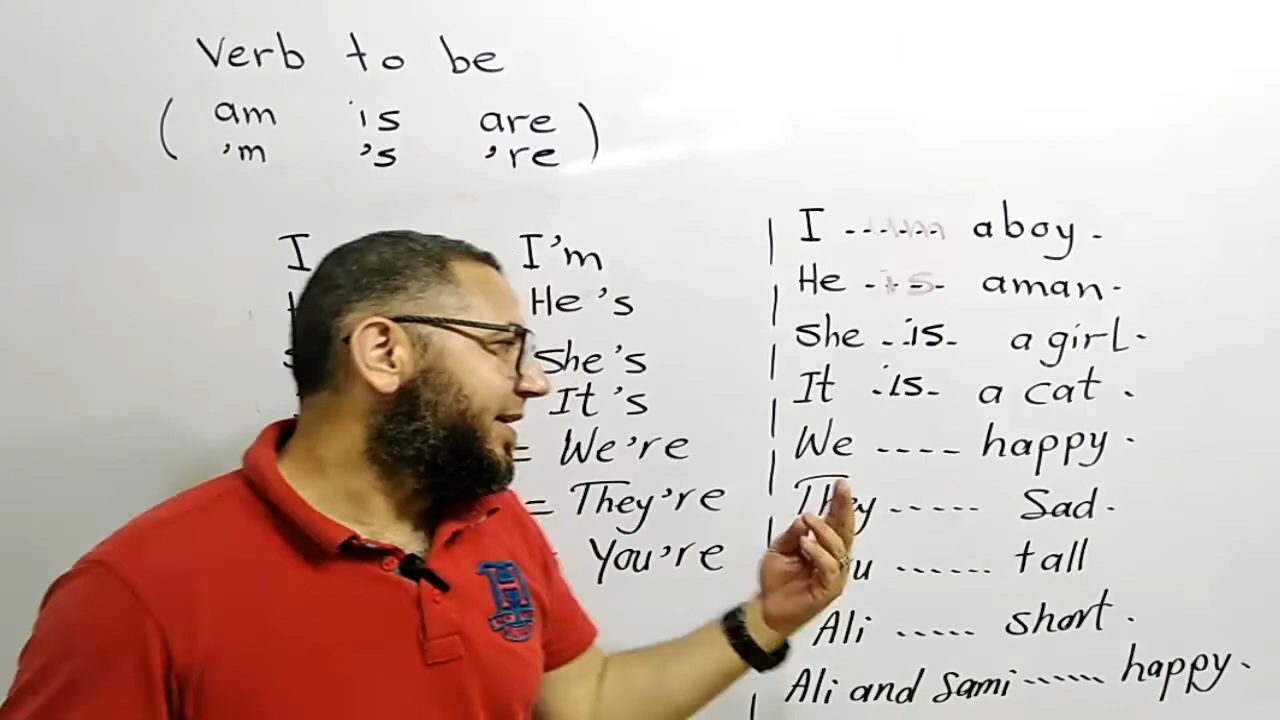 Verb to be
( am is are )
'm 's 're
I I'm
He's
She's
It's
= We're
= They're
You're
I ------ a boy.
He -is- a man.
She -is- a girl.
It -is- a cat.
We ---- happy.
They ----- Sad.
------ tall
Ali ----- short.
Ali and Sami ------ happy.
H